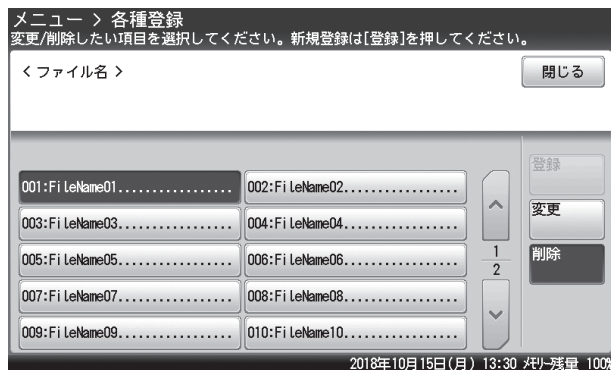 メニュー > 各種登録
変更/削除したい項目を選択してください。新規登録は[登録]を押してください。
<ファイル名>
閉じる
登録
001:FileName01.................
002:FileName02.................
変更
003:FileName03.................
004:FileName04.................
005:FileName05.................
006:FileName06.................
1
2
削除
007:FileName07.................
008:FileName08.................
009:FileName09.................
010:FileName10.................
2018年10月15日(月) 13:30 メモリー残量 100%